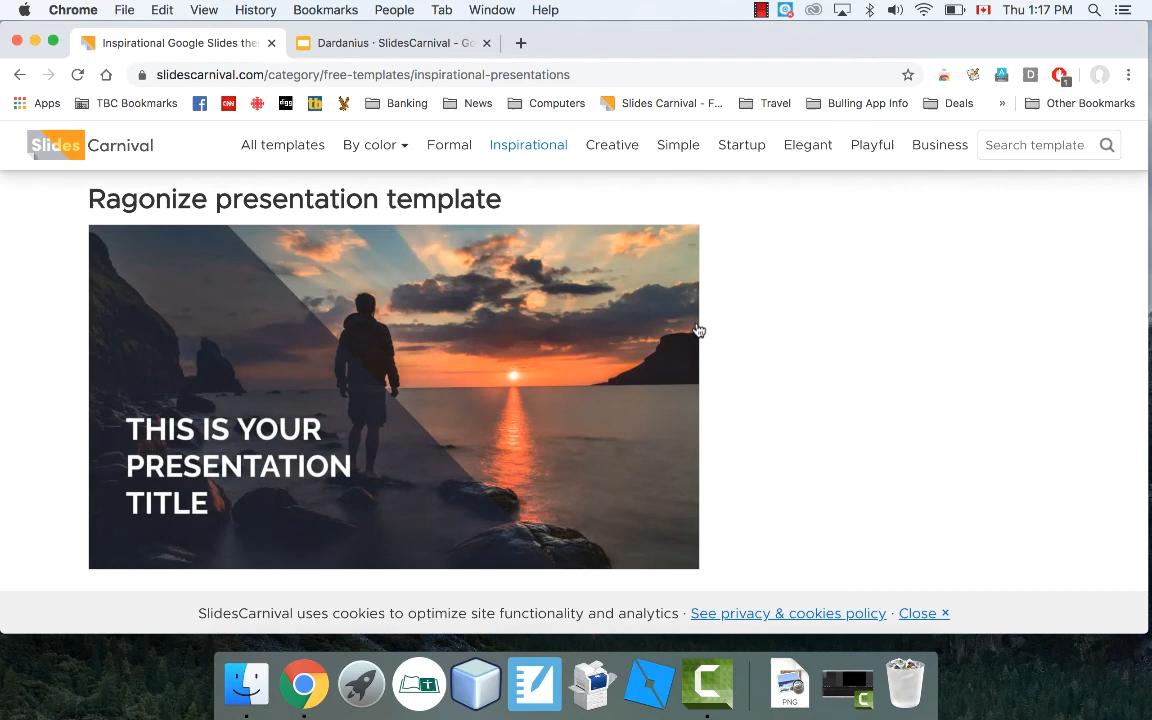 Chrome File Edit View History Bookmarks People Tab Window Help Thu 1:17 PM
Inspirational Google Slides the
Dardanius · SlidesCarnival - Go
slidescarnival.com/category/free-templates/inspirational-presentations
Apps TBC Bookmarks CNN digg tb Banking News Computers Slides Carnival - F... Travel Bulling App Info Deals » Other Bookmarks
Slides Carnival All templates By color Formal Inspirational Creative Simple Startup Elegant Playful Business Search template
Ragonize presentation template
THIS IS YOUR
PRESENTATION
TITLE
SlidesCarnival uses cookies to optimize site functionality and analytics · See privacy & cookies policy · Close ×
PNG